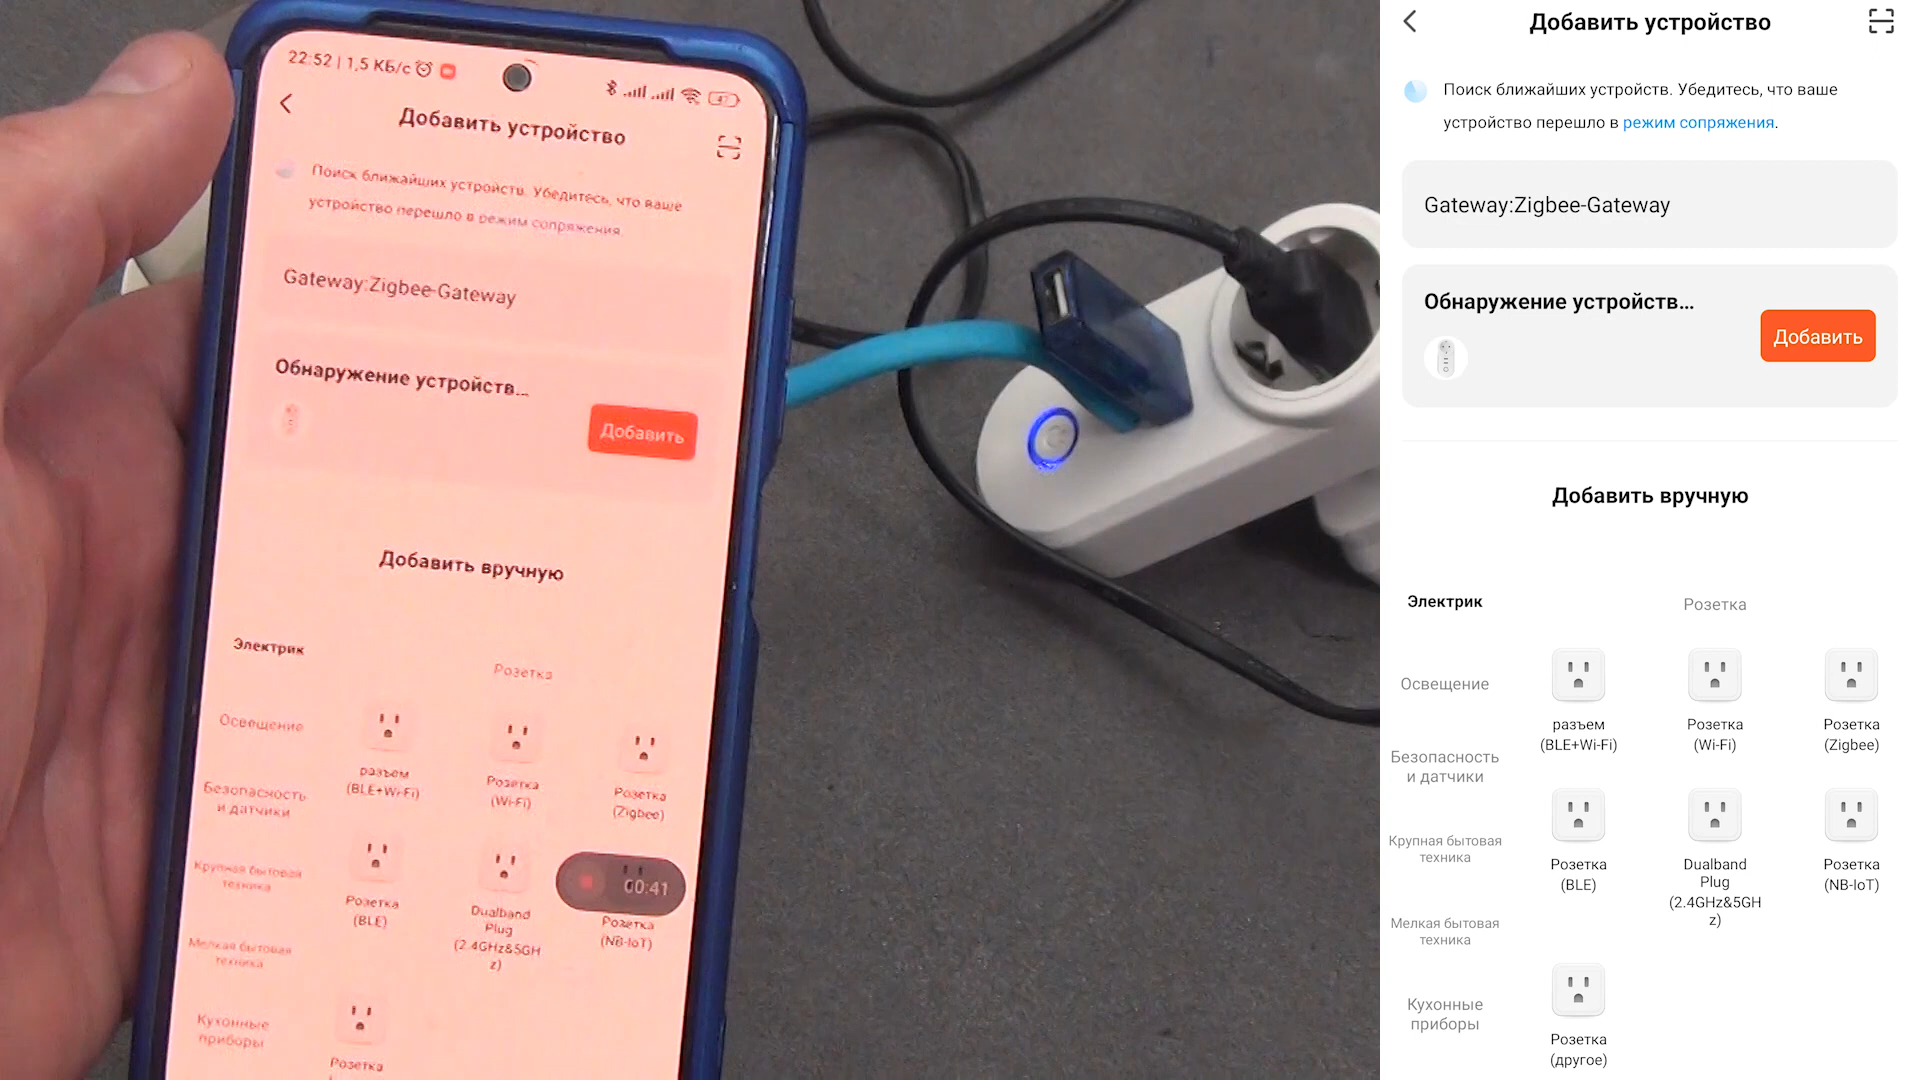 22:52 | 1,5 КБ/с
47
Добавить устройство
Поиск ближайших устройств. Убедитесь, что ваше
устройство перешло в режим сопряжения.
Gateway:Zigbee-Gateway
Обнаружение устройств...
Добавить
Добавить вручную
Электрик
Розетка
Освещение
разъем
(BLE+Wi-Fi)
Розетка
(Wi-Fi)
Розетка
(Zigbee)
Безопасность
и датчики
Крупная бытовая
техника
Розетка
(BLE)
Dualband
Plug
(2.4GHz&5GH
z)
00:41
Розетка
(NB-IoT)
Мелкая бытовая
техника
Кухонные
приборы
Розетка
Добавить устройство
Поиск ближайших устройств. Убедитесь, что ваше
устройство перешло в режим сопряжения.
Gateway:Zigbee-Gateway
Обнаружение устройств...
Добавить
Добавить вручную
Электрик
Розетка
Освещение
разъем
(BLE+Wi-Fi)
Розетка
(Wi-Fi)
Розетка
(Zigbee)
Безопасность
и датчики
Крупная бытовая
техника
Розетка
(BLE)
Dualband
Plug
(2.4GHz&5GH
z)
Розетка
(NB-IoT)
Мелкая бытовая
техника
Кухонные
приборы
Розетка
(другое)